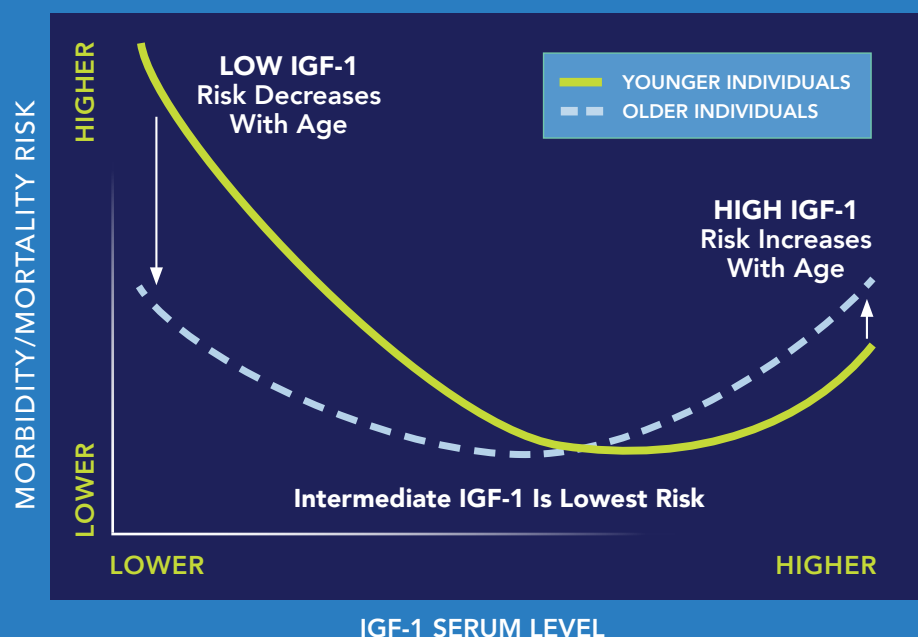 MORBIDITY/MORTALITY RISK
HIGHER
LOWER
LOW IGF-1
Risk Decreases
With Age
YOUNGER INDIVIDUALS
OLDER INDIVIDUALS
HIGH IGF-1
Risk Increases
With Age
Intermediate IGF-1 Is Lowest Risk
LOWER
HIGHER
IGF-1 SERUM LEVEL